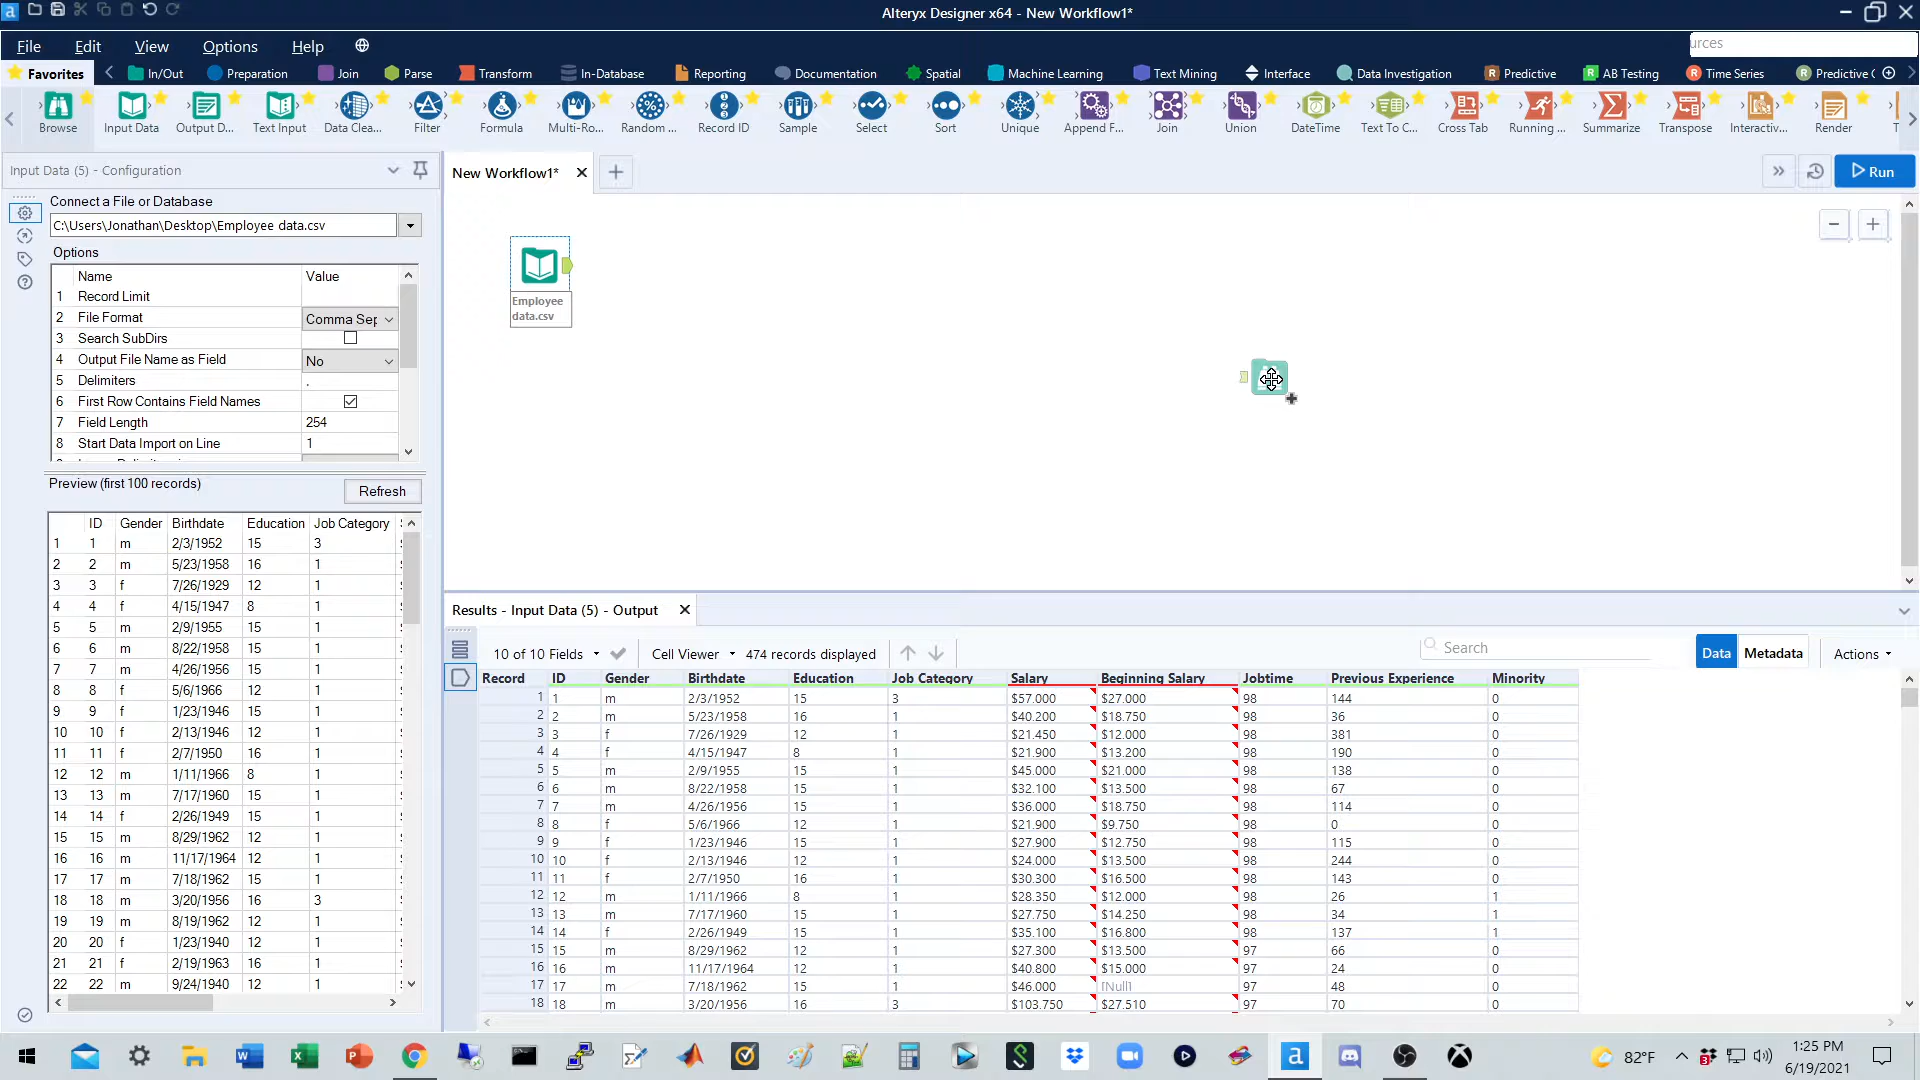 Alteryx Designer x64 - New Workflow1*
File Edit View Options Help
urces
Favorites In/Out Preparation Join Parse Transform In-Database Reporting Documentation Spatial Machine Learning Text Mining Interface Data Investigation Predictive AB Testing Time Series Predictive
Browse Input Data Output D... Text Input Data Clea... Filter Formula Multi-Ro... Random ... Record ID Sample Select Sort Unique Append F... Join Union DateTime Text To C... Cross Tab Running ... Summarize Transpose Interactiv... Render
Input Data (5) - Configuration
New Workflow1*
Run
Connect a File or Database
C:\Users\Jonathan\Desktop\Employee data.csv
Options
Name Value
1 Record Limit
2 File Format Comma Sep
3 Search SubDirs
4 Output File Name as Field No
5 Delimiters ,
6 First Row Contains Field Names
7 Field Length 254
8 Start Data Import on Line 1
Employee
data.csv
Preview (first 100 records)
Refresh
ID Gender Birthdate Education Job Category
1 1 m 2/3/1952 15 3
2 2 m 5/23/1958 16 1
3 3 f 7/26/1929 12 1
4 4 f 4/15/1947 8 1
5 5 m 2/9/1955 15 1
6 6 m 8/22/1958 15 1
7 7 m 4/26/1956 15 1
8 8 f 5/6/1966 12 1
9 9 f 1/23/1946 15 1
10 10 f 2/13/1946 12 1
11 11 f 2/7/1950 16 1
12 12 m 1/11/1966 8 1
13 13 m 7/17/1960 15 1
14 14 f 2/26/1949 15 1
15 15 m 8/29/1962 12 1
16 16 m 11/17/1964 12 1
17 17 m 7/18/1962 15 1
18 18 m 3/20/1956 16 3
19 19 m 8/19/1962 12 1
20 20 f 1/23/1940 12 1
21 21 f 2/19/1963 16 1
22 22 m 9/24/1940 12 1
Results - Input Data (5) - Output
10 of 10 Fields Cell Viewer 474 records displayed Search Data Metadata Actions
Record ID Gender Birthdate Education Job Category Salary Beginning Salary Jobtime Previous Experience Minority
1 1 m 2/3/1952 15 3 $57.000 $27.000 98 144 0
2 2 m 5/23/1958 16 1 $40.200 $18.750 98 36 0
3 3 f 7/26/1929 12 1 $21.450 $12.000 98 381 0
4 4 f 4/15/1947 8 1 $21.900 $13.200 98 190 0
5 5 m 2/9/1955 15 1 $45.000 $21.000 98 138 0
6 6 m 8/22/1958 15 1 $32.100 $13.500 98 67 0
7 7 m 4/26/1956 15 1 $36.000 $18.750 98 114 0
8 8 f 5/6/1966 12 1 $21.900 $9.750 98 0 0
9 9 f 1/23/1946 15 1 $27.900 $12.750 98 115 0
10 10 f 2/13/1946 12 1 $24.000 $13.500 98 244 0
11 11 f 2/7/1950 16 1 $30.300 $16.500 98 143 0
12 12 m 1/11/1966 8 1 $28.350 $12.000 98 26 1
13 13 m 7/17/1960 15 1 $27.750 $14.250 98 34 1
14 14 f 2/26/1949 15 1 $35.100 $16.800 98 137 1
15 15 m 8/29/1962 12 1 $27.300 $13.500 97 66 0
16 16 m 11/17/1964 12 1 $40.800 $15.000 97 24 0
17 17 m 7/18/1962 15 1 $46.000 [Null] 97 48 0
18 18 m 3/20/1956 16 3 $103.750 $27.510 97 70 0
82°F
1:25 PM
6/19/2021